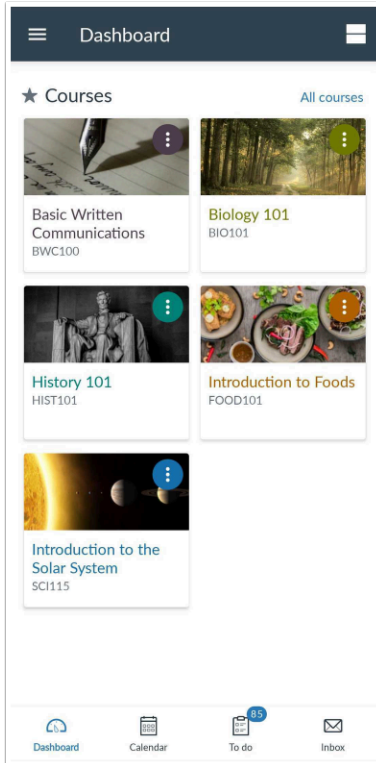 Dashboard
Courses
All courses
Basic Written
Communications
BWC100
Biology 101
BIO101
History 101
HIST101
Introduction to Foods
FOOD101
Introduction to the
Solar System
SCI115
85
Dashboard
Calendar
To do
Inbox